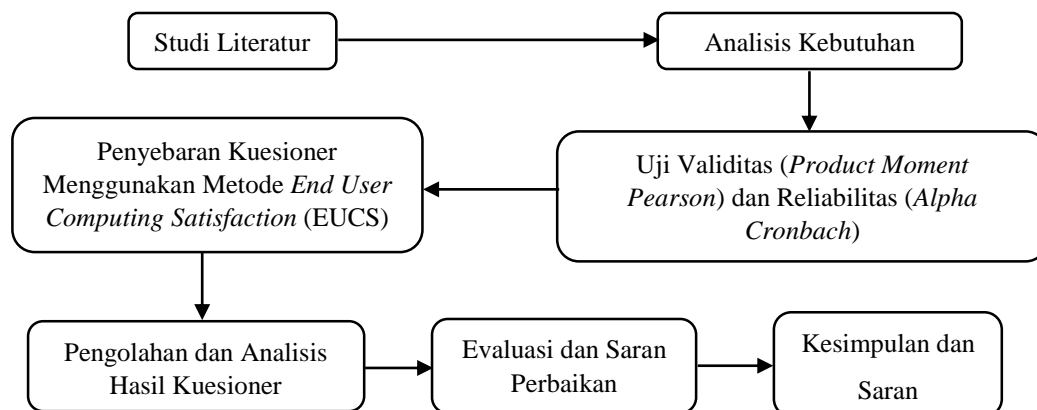 Studi Literatur
Analisis Kebutuhan
Uji Validitas (Product Moment
Pearson) dan Reliabilitas (Alpha
Cronbach)
Penyebaran Kuesioner
Menggunakan Metode End User
Computing Satisfaction (EUCS)
Pengolahan dan Analisis
Hasil Kuesioner
Evaluasi dan Saran
Perbaikan
Kesimpulan dan
Saran